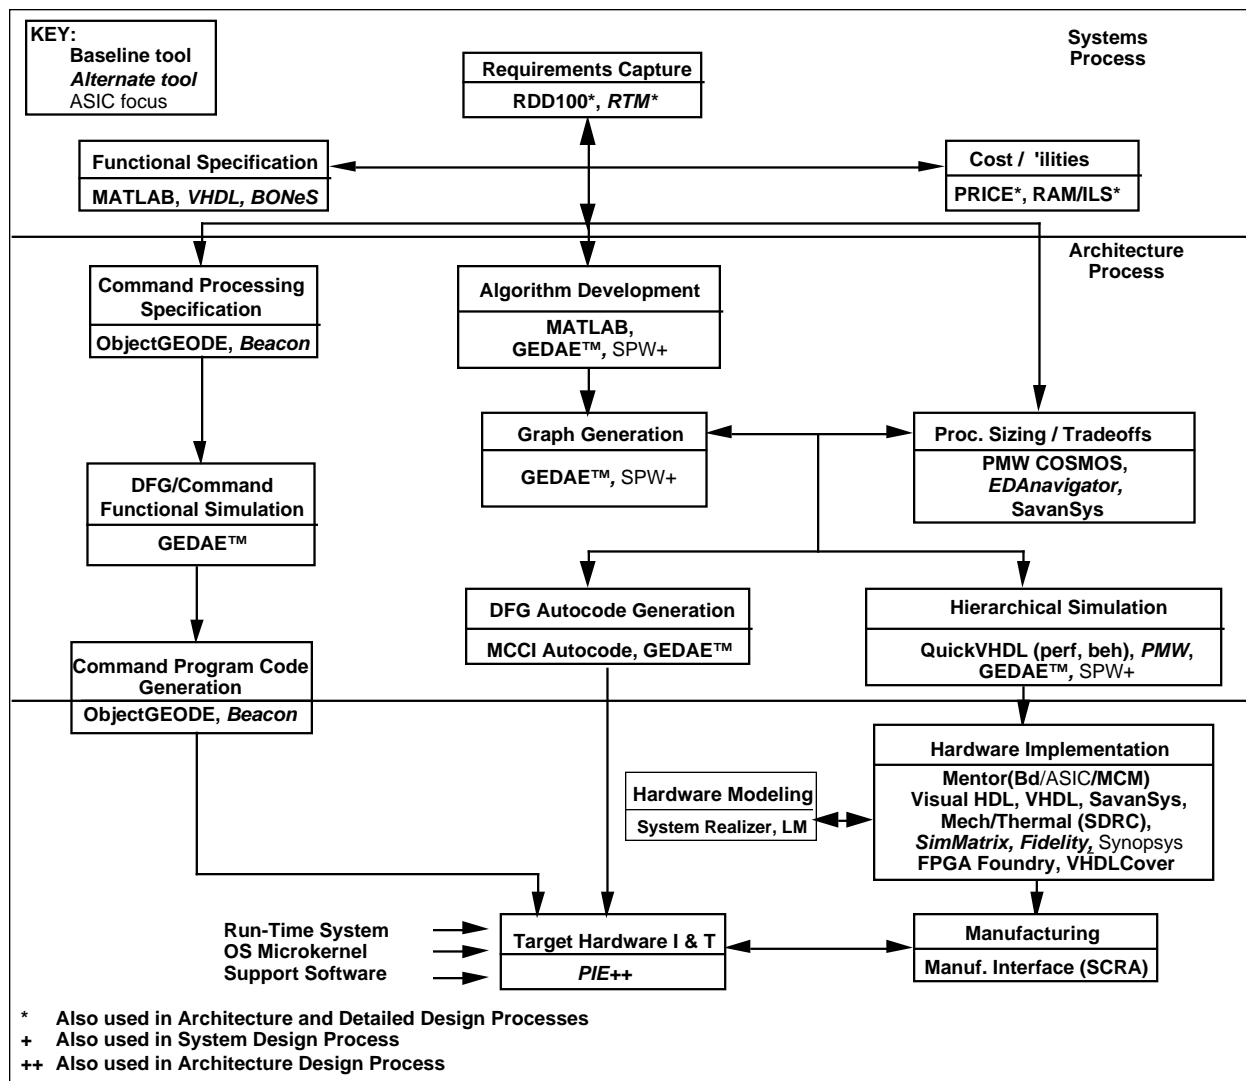 KEY:
Baseline tool
Alternate tool
ASIC focus
Systems
Process
Requirements Capture
RDD100*, RTM*
Functional Specification
MATLAB, VHDL, BONeS
Cost / 'ilities
PRICE*, RAM/ILS*
Architecture
Process
Command Processing
Specification
ObjectGEODE, Beacon
Algorithm Development
MATLAB,
GEDAE™, SPW+
Graph Generation
GEDAE™, SPW+
Proc. Sizing / Tradeoffs
PMW COSMOS,
EDAnavigator,
SavanSys
DFG/Command
Functional Simulation
GEDAE™
DFG Autocode Generation
MCCI Autocode, GEDAE™
Hierarchical Simulation
QuickVHDL (perf, beh), PMW,
GEDAE™, SPW+
Command Program Code
Generation
ObjectGEODE, Beacon
Hardware Implementation
Mentor(Bd/ASIC/MCM)
Visual HDL, VHDL, SavanSys,
Mech/Thermal (SDRC),
SimMatrix, Fidelity, Synopsys
FPGA Foundry, VHDLCover
Hardware Modeling
System Realizer, LM
Run-Time System
OS Microkernel
Support Software
Target Hardware I & T
PIE++
Manufacturing
Manuf. Interface (SCRA)
* Also used in Architecture and Detailed Design Processes
+ Also used in System Design Process
++ Also used in Architecture Design Process